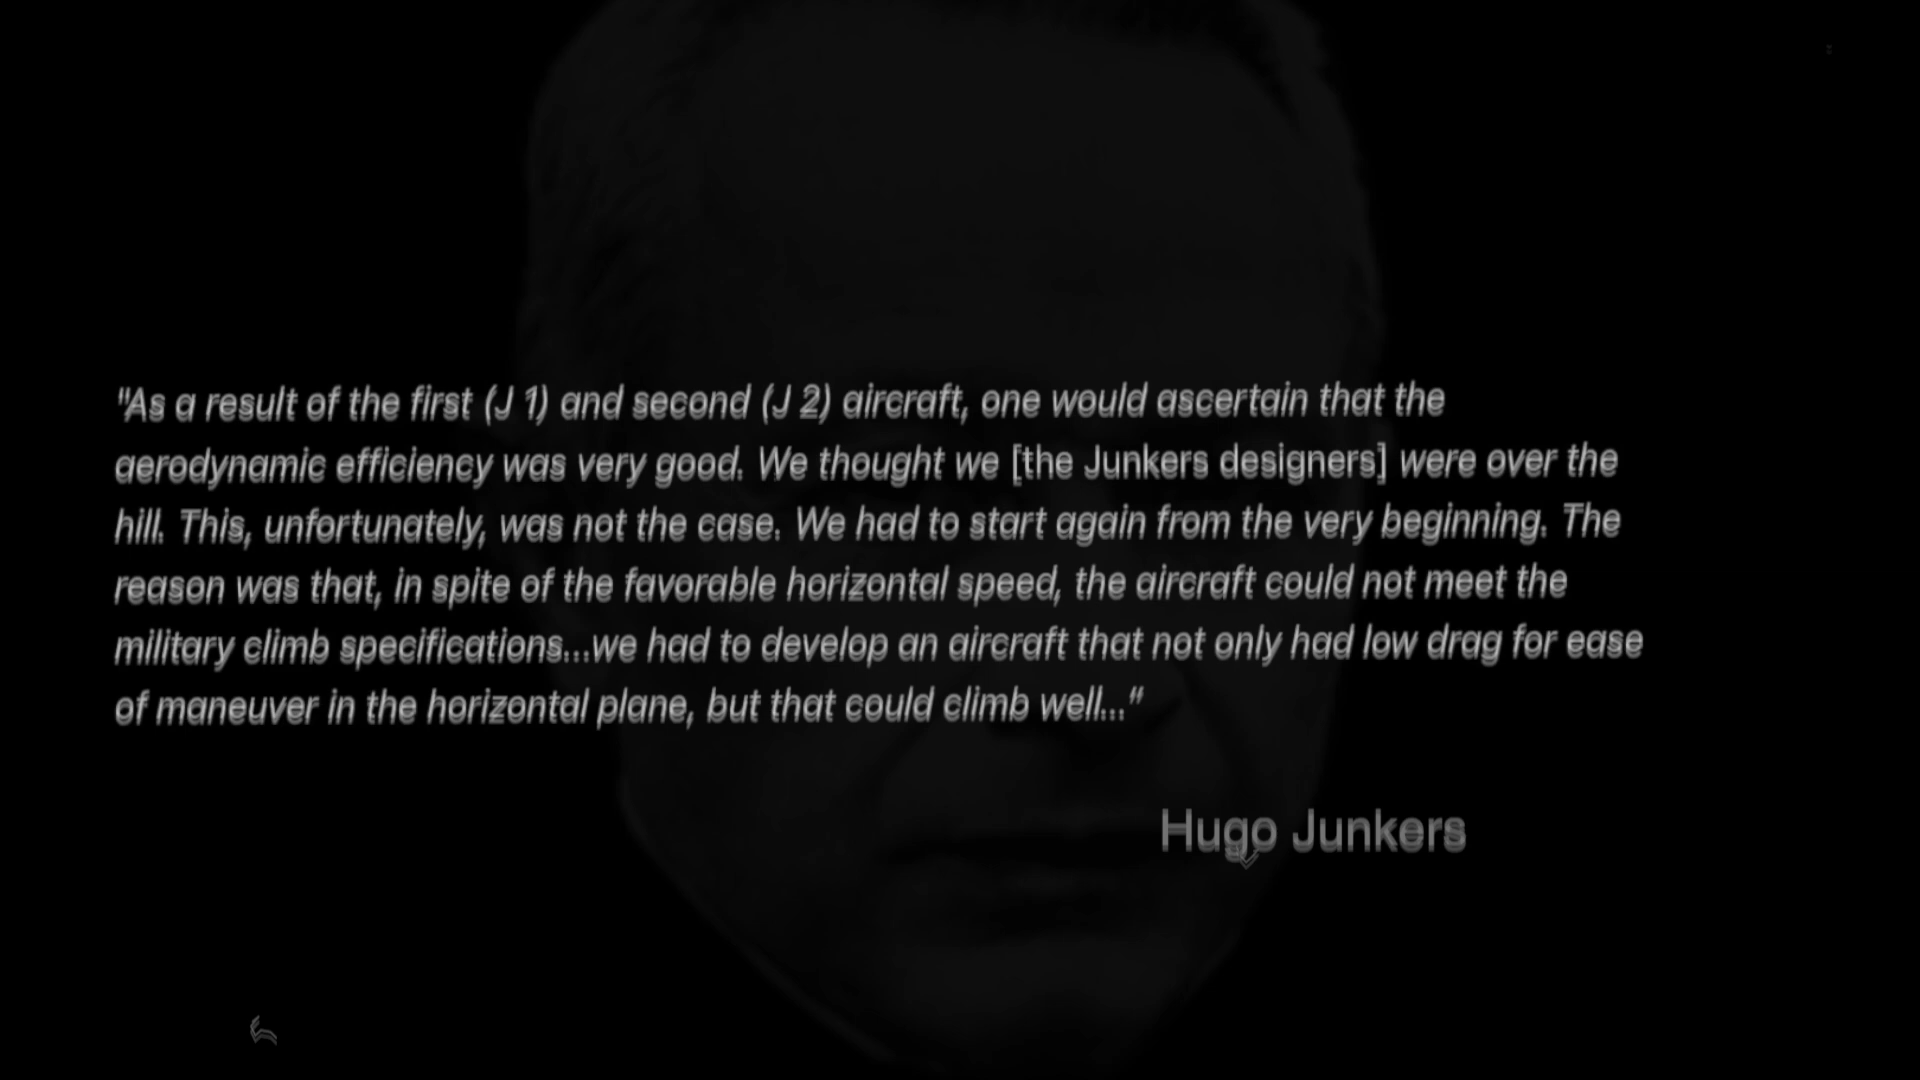 "As a result of the first (J 1) and second (J 2) aircraft, one would ascertain that the
aerodynamic efficiency was very good. We thought we [the Junkers designers] were over the
hill. This, unfortunately, was not the case. We had to start again from the very beginning. The
reason was that, in spite of the favorable horizontal speed, the aircraft could not meet the
military climb specifications...we had to develop an aircraft that not only had low drag for ease
of maneuver in the horizontal plane, but that could climb well..."
Hugo Junkers